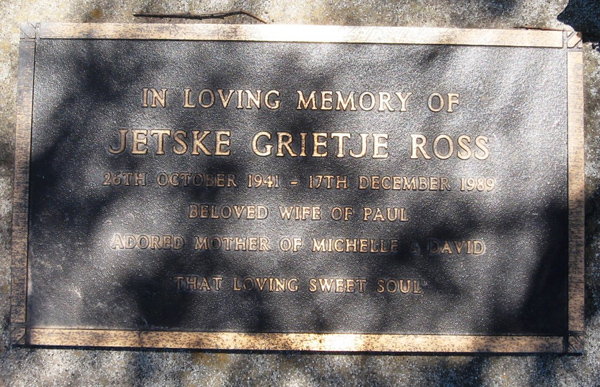 IN LOVING MEMORY OF
JETSKE GRIETJE ROSS
26TH OCTOBER 1941 - 17TH DECEMBER 1989
BELOVED WIFE OF PAUL
ADORED MOTHER OF MICHELLE & DAVID
"THAT LOVING SWEET SOUL"